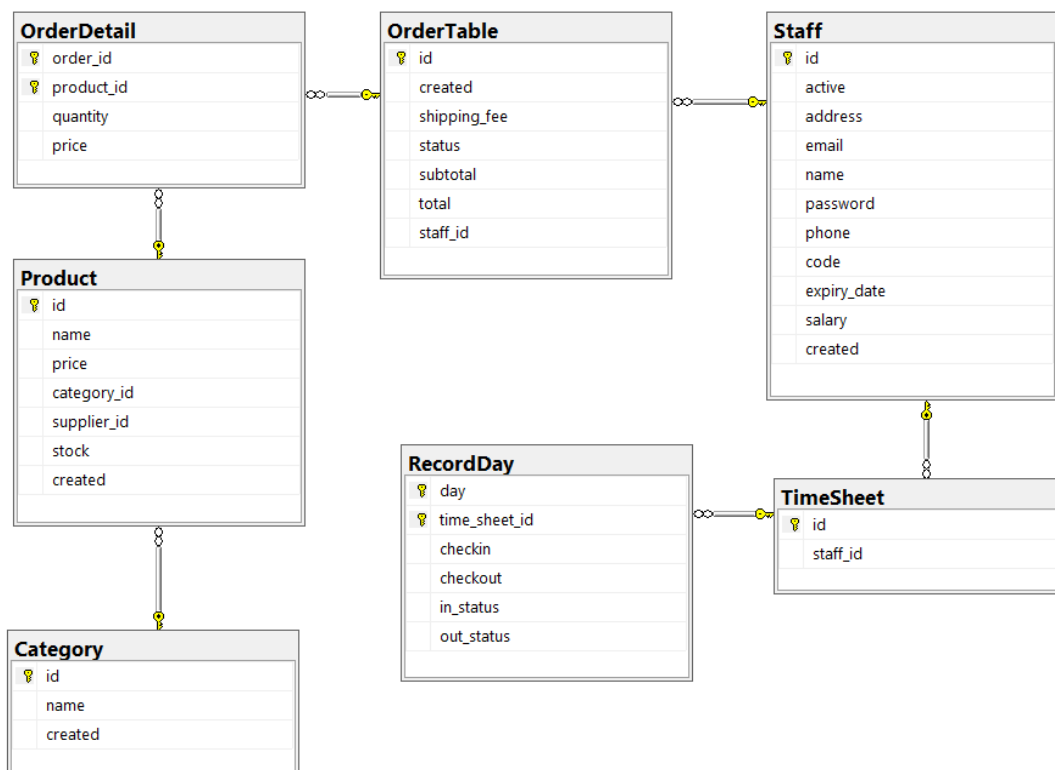 OrderDetail
order_id
product_id
quantity
price
OrderTable
id
created
shipping_fee
status
subtotal
total
staff_id
Staff
id
active
address
email
name
password
phone
code
expiry_date
salary
created
Product
id
name
price
category_id
supplier_id
stock
created
RecordDay
day
time_sheet_id
checkin
checkout
in_status
out_status
TimeSheet
id
staff_id
Category
id
name
created